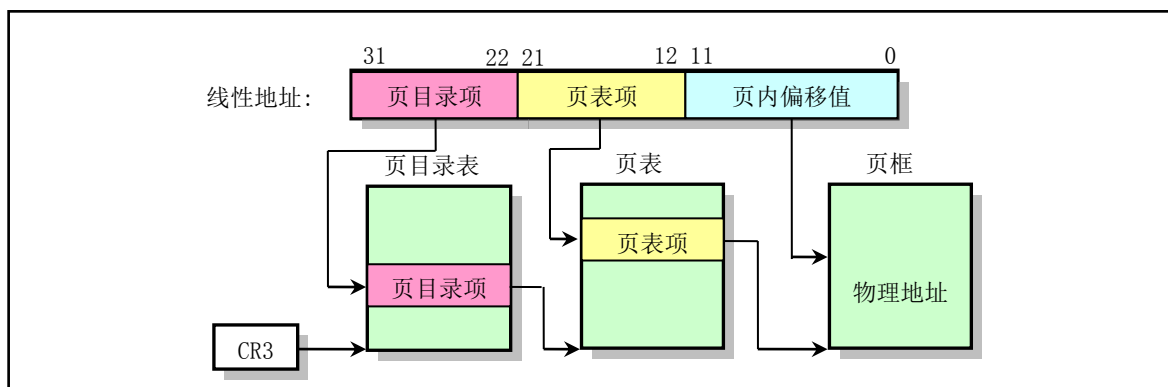 31 22 21 12 11 0
线性地址: 页目录项 页表项 页内偏移值
页目录表 页表 页框
页表项
页目录项 物理地址
CR3